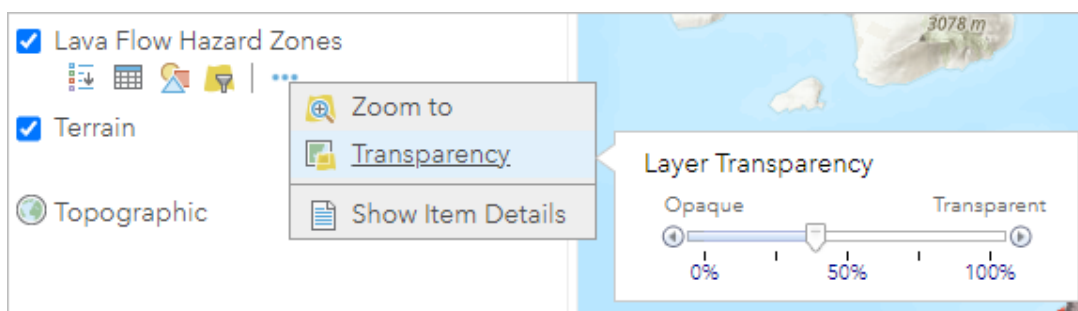 Lava Flow Hazard Zones
3078 m
Zoom to
Terrain
Transparency
Layer Transparency
Topographic
Show Item Details
Opaque Transparent
0% 50% 100%